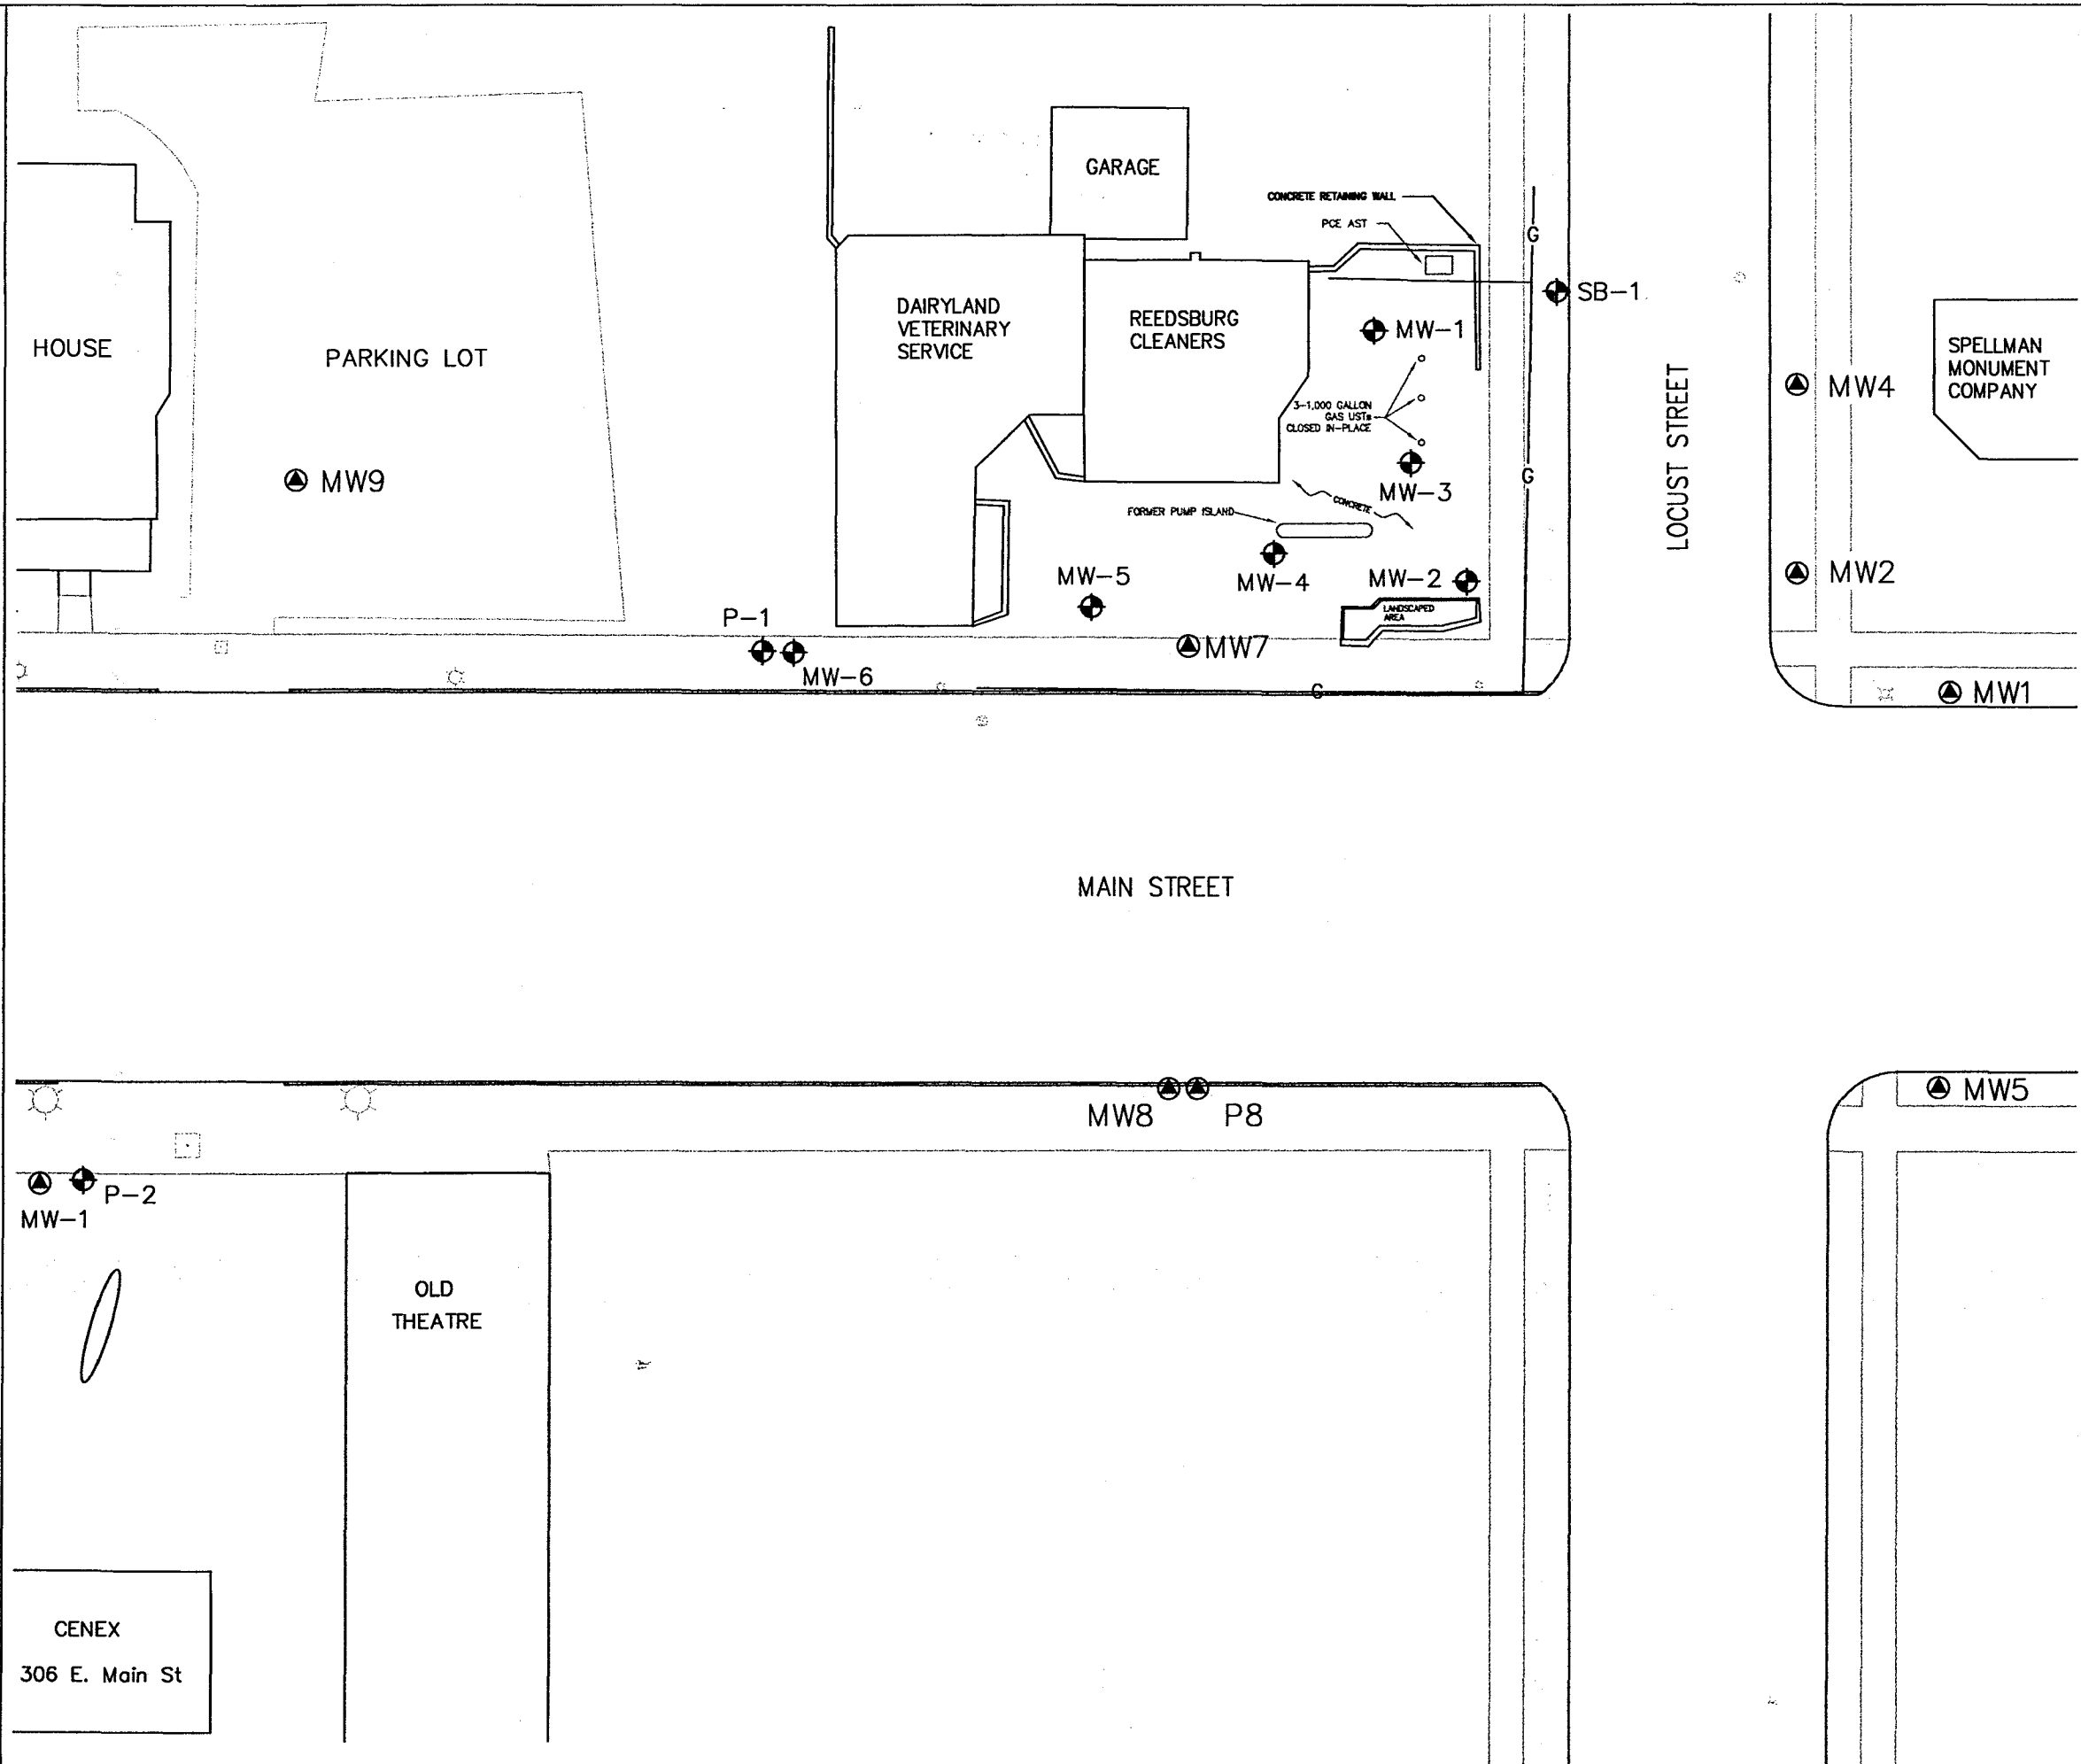 GARAGE
CONCRETE RETAINING WALL
PCE AST
G
SB-1
DAIRYLAND
VETERINARY
SERVICE
REEDSBURG
CLEANERS
MW-1
HOUSE
PARKING LOT
SPELLMAN
MONUMENT
COMPANY
MW4
LOCUST STREET
3-1,000 GALLON
GAS USTs
CLOSED IN-PLACE
MW9
MW-3
G
CONCRETE
FORMER PUMP ISLAND
MW-5
MW-4
MW-2
MW2
LANDSCAPED
AREA
P-1
MW7
MW-6
G
MW1
MAIN STREET
MW8
P8
MW5
P-2
MW-1
OLD
THEATRE
CENEX
306 E. Main St